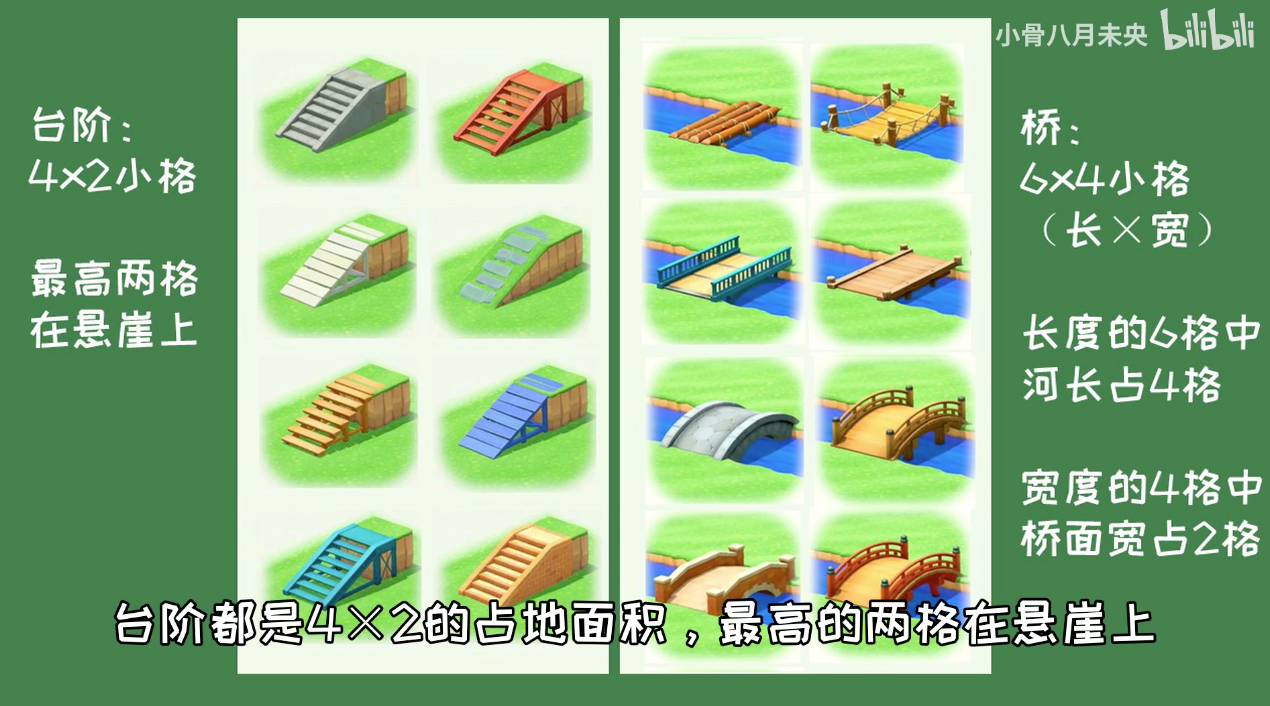 小骨八月未央 bilibili
台阶：
4×2小格
最高两格
在悬崖上
桥：
6×4小格
（长×宽）
长度的6格中
河长占4格
宽度的4格中
桥面宽占2格
台阶都是4×2的占地面积，最高的两格在悬崖上